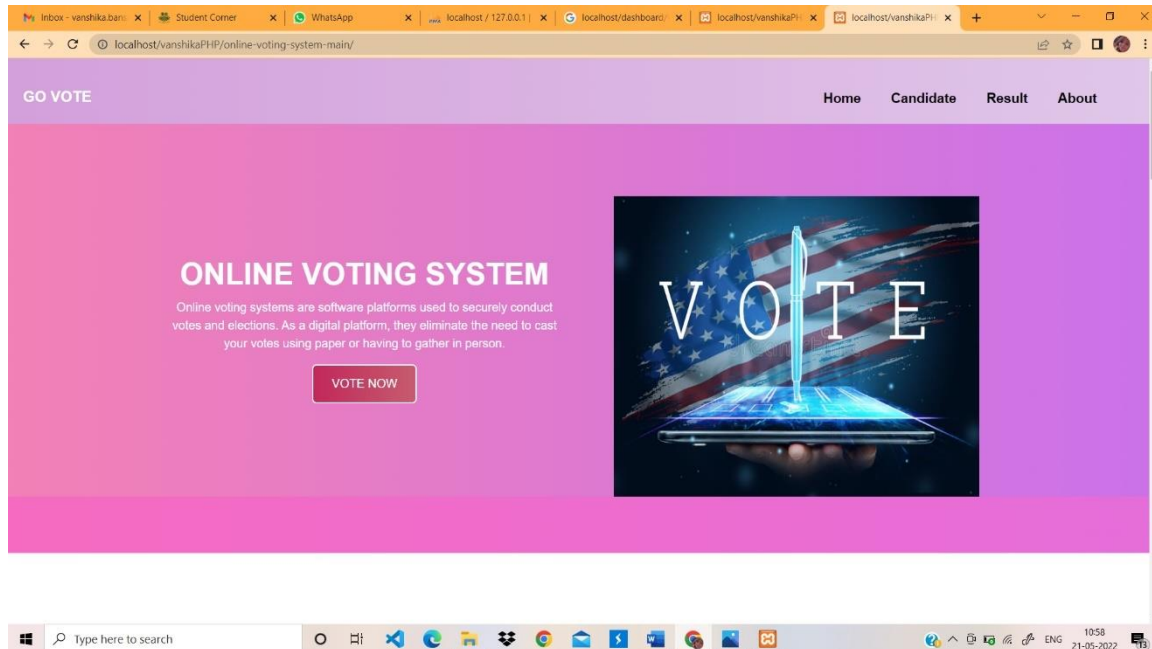 Inbox - vanshika.bans
Student Corner
WhatsApp
localhost / 127.0.0.1 |
localhost/dashboard/
localhost/vanshikaPH
localhost/vanshikaPH
localhost/vanshikaPHP/online-voting-system-main/
GO VOTE
Home Candidate Result About
ONLINE VOTING SYSTEM
Online voting systems are software platforms used to securely conduct
votes and elections. As a digital platform, they eliminate the need to cast
your votes using paper or having to gather in person.
VOTE NOW
VOTE
Type here to search
ENG
10:58
21-05-2022